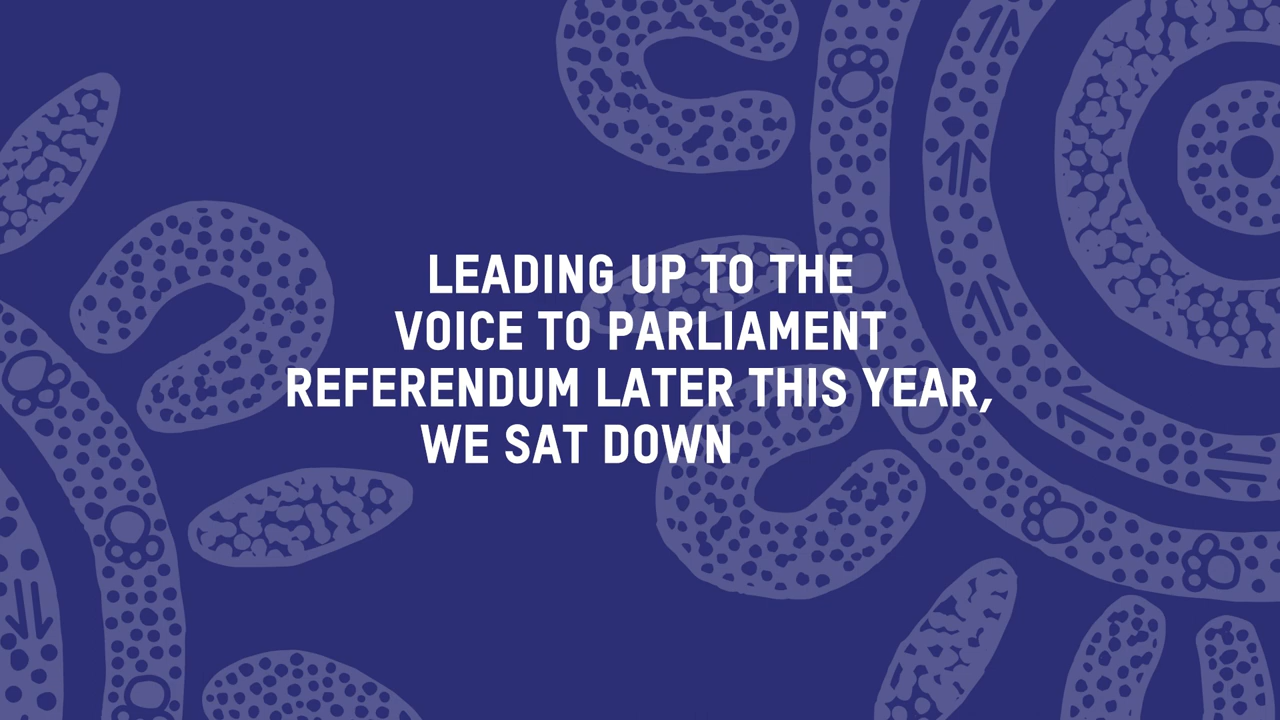 LEADING UP TO THE
VOICE TO PARLIAMENT
REFERENDUM LATER THIS YEAR,
WE SAT DOWN